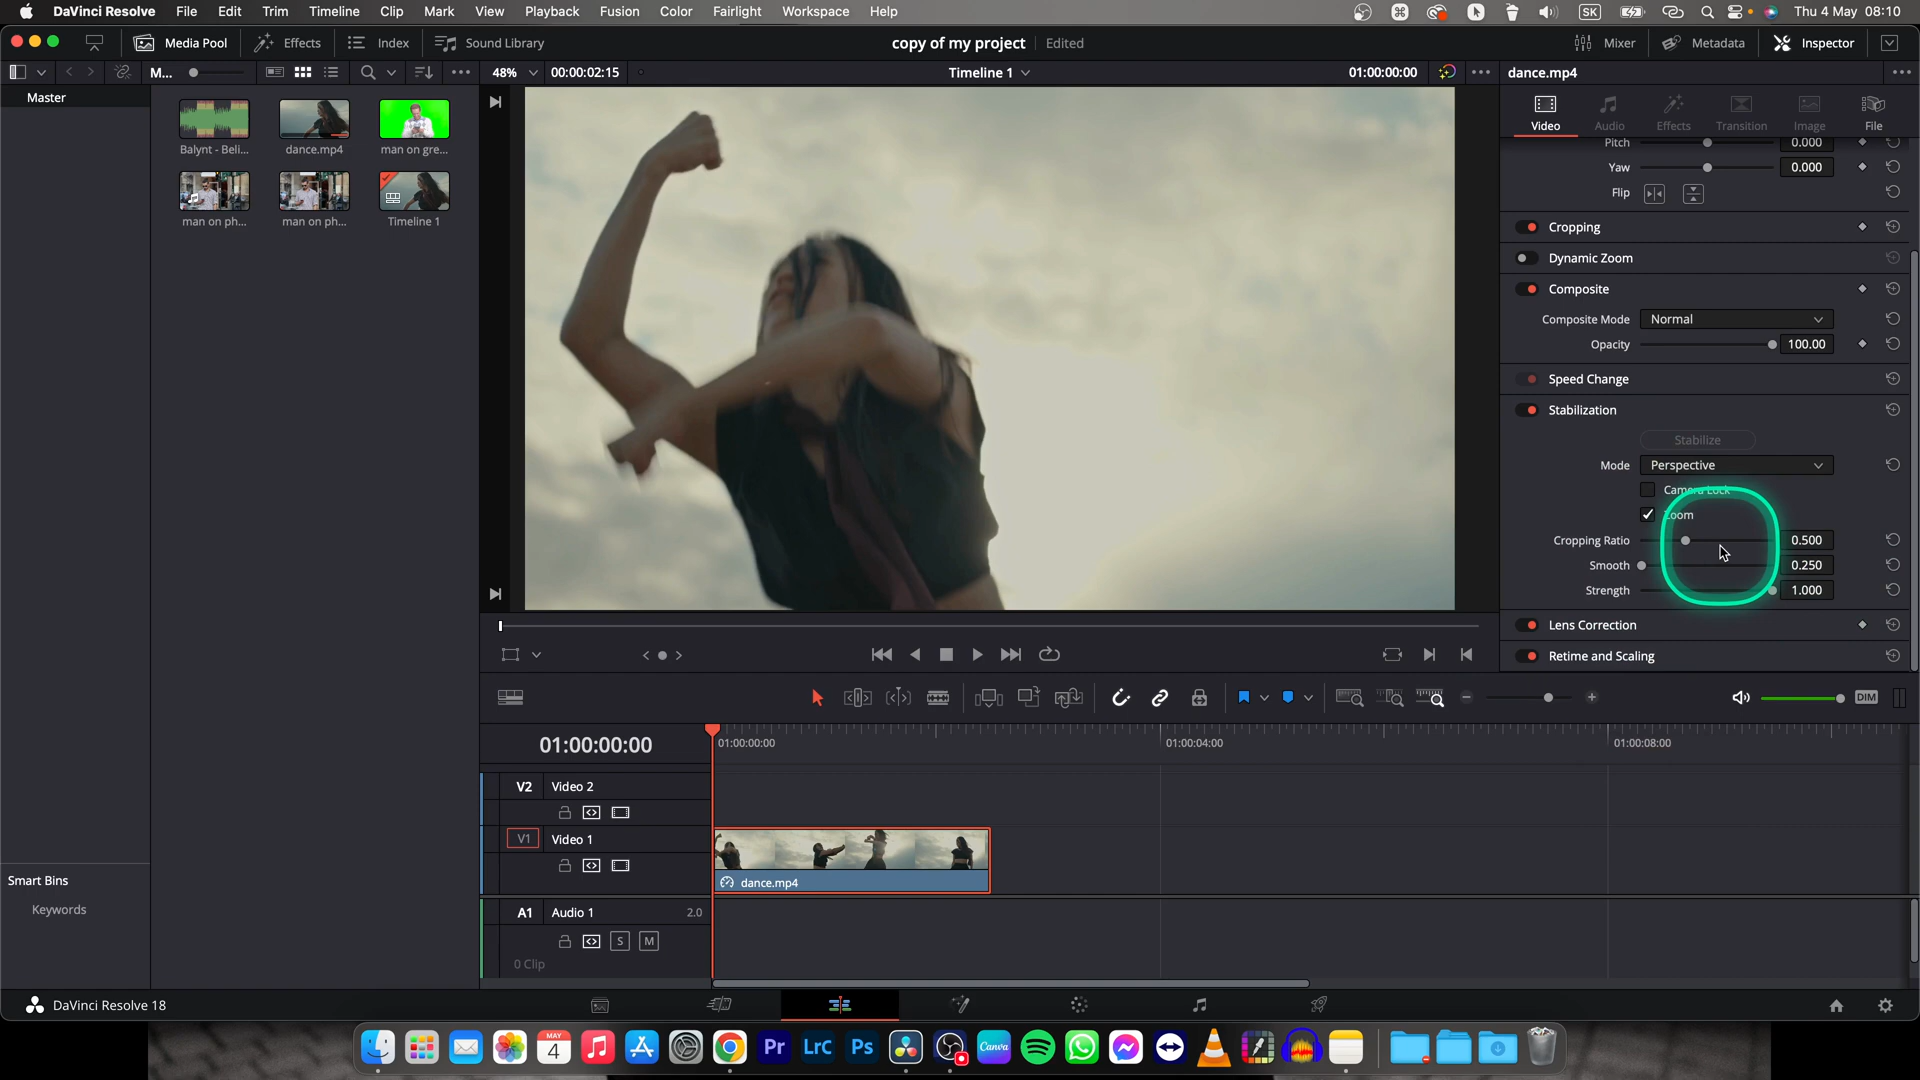 DaVinci Resolve File Edit Trim Timeline Clip Mark View Playback Fusion Color Fairlight Workspace Help SK Thu 4 May 08:10
Media Pool Effects Index Sound Library copy of my project Edited Mixer Metadata Inspector
M... 48% 00:00:02:15 Timeline 1 01:00:00:00 dance.mp4
Master
Balynt - Beli... dance.mp4 man on gre...
man on ph... man on ph... Timeline 1
Video Audio Effects Transition Image File
Pitch 0.000
Yaw 0.000
Flip
Cropping
Dynamic Zoom
Composite
Composite Mode Normal
Opacity 100.00
Speed Change
Stabilization
Stabilize
Mode Perspective
Camera Lock
Zoom
Cropping Ratio 0.500
Smooth 0.250
Strength 1.000
Lens Correction
Retime and Scaling
DIM
01:00:00:00 01:00:00:00 01:00:04:00 01:00:08:00
V2 Video 2
V1 Video 1
dance.mp4
A1 Audio 1 2.0
S M
0 Clip
Smart Bins
Keywords
DaVinci Resolve 18
MAY
4
Pr LrC Ps Canva